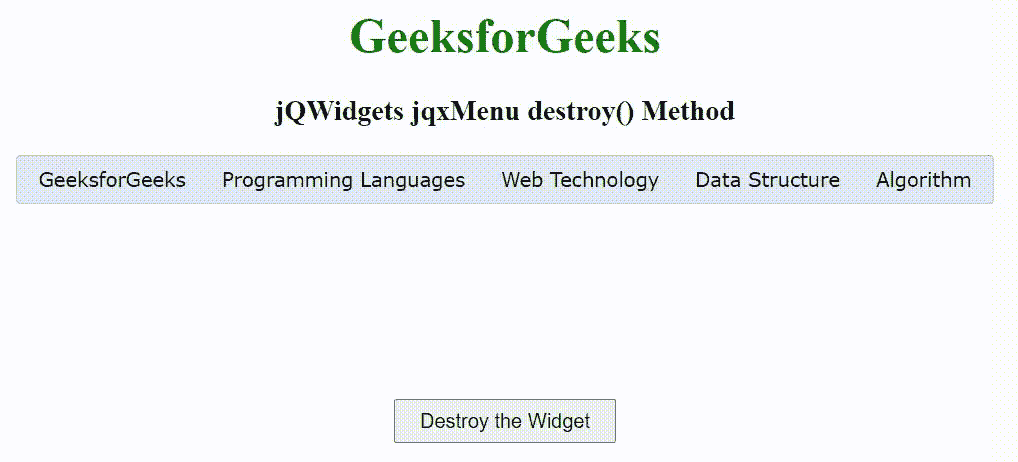 GeeksforGeeks
jQWidgets jqxMenu destroy() Method
GeeksforGeeks Programming Languages Web Technology Data Structure Algorithm
Destroy the Widget